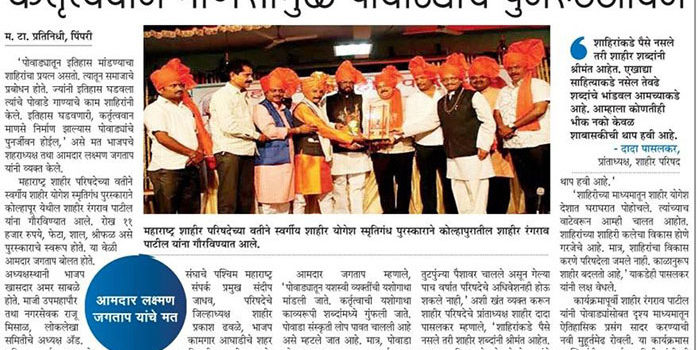 कर्तृत्ववान माणसांमुळे पोवाड्यांचे पुनरुज्जीवन
म. टा. प्रतिनिधी, पिंपरी
'पोवाड्यातून इतिहास मांडण्याचा
शाहिरांचा प्रयत्न असतो. त्यातून समाजाचे
प्रबोधन होते. ज्यांनी इतिहास घडवला
त्यांचे पोवाडे गाण्याचे काम शाहिरांनी
केले. इतिहास घडवणारी, कर्तृत्ववान
माणसे निर्माण झाल्यास पोवाड्यांचे
पुनर्जीवन होईल,' असे मत भाजपचे
शहराध्यक्ष तथा आमदार लक्ष्मण जगताप
यांनी व्यक्त केले.
महाराष्ट्र शाहीर परिषदेच्या वतीने
स्वर्गीय शाहीर योगेश स्मृतिगंध पुरस्काराने
कोल्हापूर येथील शाहीर रंगराव पाटील
यांना गौरविण्यात आले. रोख ११
हजार रुपये, फेटा, शाल, श्रीफळ असे
पुरस्काराचे स्वरूप होते. या वेळी
आमदार जगताप बोलत होते.
अध्यक्षस्थानी भाजप
खासदार अमर साबळे
होते. माजी उपमहापौर
तथा नगरसेवक राजू
मिसाळ, लोकलेखा
समितीचे अध्यक्ष अँड.
महाराष्ट्र शाहीर परिषदेच्या वतीने स्वर्गीय शाहीर योगेश स्मृतिगंध पुरस्काराने कोल्हापुरातील शाहीर रंगराव
पाटील यांना गौरविण्यात आले.
आमदार लक्ष्मण
जगताप यांचे मत
संघाचे पश्चिम महाराष्ट्र
संपर्क प्रमुख संदीप
जाधव, परिषदेचे
जिल्हाध्यक्ष शाहीर
प्रकाश ढवळे, भाजप
कामगार आघाडीचे शहर
आमदार जगताप म्हणाले,
'पोवाड्यातून यशस्वी व्यक्तींची यशोगाथा
मांडली जाते. कर्तृत्वाची यशोगाथा
काव्यरूपी शब्दांमध्ये गुंफली जाते.
पोवाडा संस्कृती लोप पावत चालली आहे
असे म्हटले जात आहे. मात्र, पोवाडा
तुटपुंज्या पैशावर चालले असून गेल्या
पाच वर्षात परिषदेचे अधिवेशनही होऊ
शकले नाही,' अशी खंत व्यक्त करून
शाहीर परिषदेचे प्रांताध्यक्ष शाहीर दादा
पासलकर म्हणाले, 'शाहिरांकडे पैसे
नसले तरी शाहीर शब्दांनी श्रीमंत आहेत.
शाहिरांकडे पैसे नसले
तरी शाहीर शब्दांनी
श्रीमंत आहेत. एखाद्या
साहित्याकडे नसेल तेवढे
शब्दांचे भांडवल आमच्याकडे
आहे. आम्हाला कोणतीही
भीक नको केवळ
शाबासकीची थाप हवी आहे.
- दादा पासलकर,
प्रांताध्यक्ष, शाहीर परिषद
थाप हवी आहे.'
'शाहिरीच्या माध्यमातून शाहीर योगेश
देशात घराघरात पोहोचले. त्यांच्याच
वाटेवरून आम्ही चालत आहोत.
शाहिरांच्या शाहिरी कलेचा विकास होणे
गरजेचे आहे. मात्र, शाहिरांचा विकास
करणे परिषदेला जमले नाही. काळानुरूप
शाहीर बदलते आहे,' याकडेही पासलकर
यांनी लक्ष वेधले.
कार्यक्रमापूर्वी शाहीर रंगराव पाटील
यांनी पोवाड्यांसोबत दृश्य माध्यमातून
ऐतिहासिक प्रसंग सादर करण्याची
नवी मुहूर्तमेढ रोवली. या कार्यक्रमास